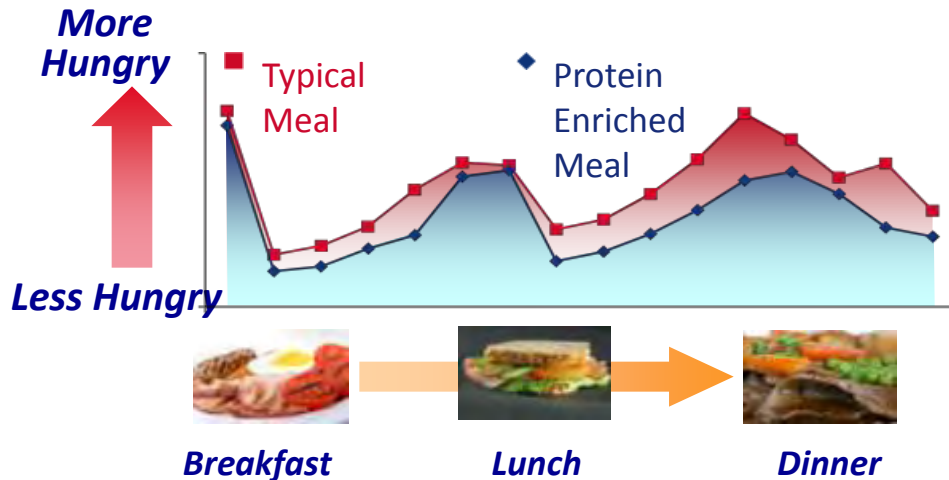 More
Hungry
Typical
Meal
Protein
Enriched
Meal
Less Hungry
Breakfast
Lunch
Dinner